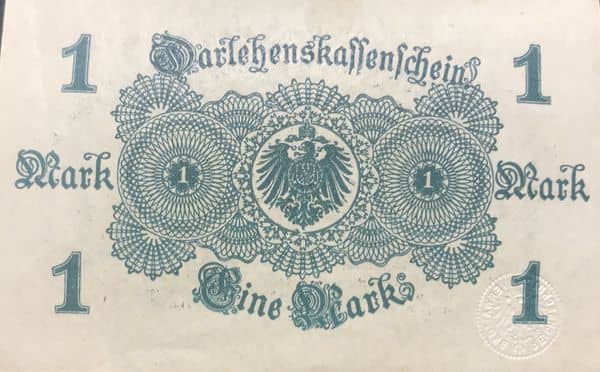 1 Darlehenskassenschein 1
Mark 1 1 Mark
1 Eine Mark 1